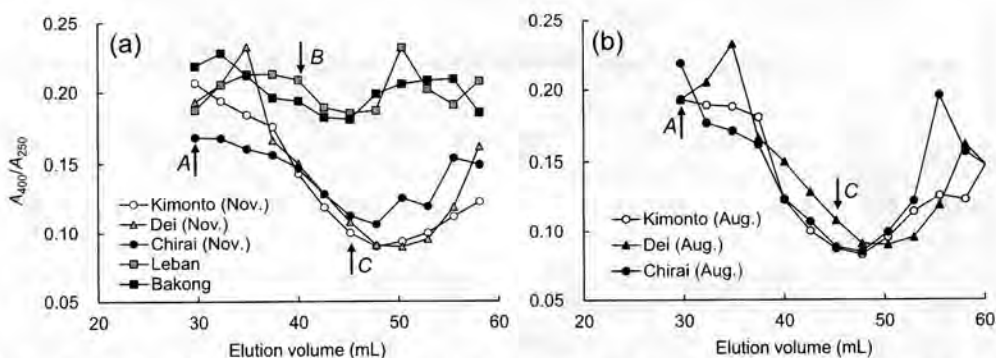 (a)
A400/A250
0.25
0.20
0.15
0.10
0.05
20
30
40
50
60
Elution volume (mL)
A
B
C
Kimonto (Nov.)
Dei (Nov.)
Chirai (Nov.)
Leban
Bakong
(b)
0.25
0.20
0.15
0.10
0.05
20
30
40
50
60
Elution volume (mL)
A
C
Kimonto (Aug.)
Dei (Aug.)
Chirai (Aug.)